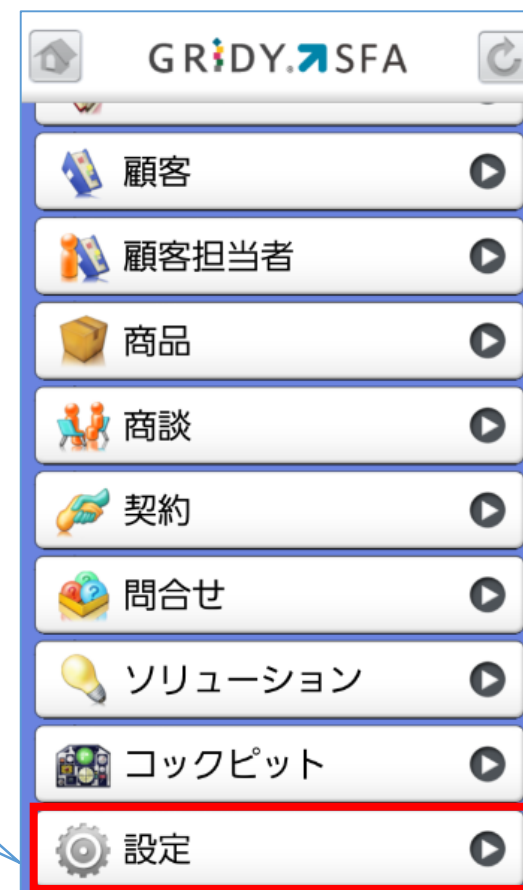 GRiDY.SFA
顧客
顧客担当者
商品
商談
契約
問合せ
ソリューション
コックピット
設定